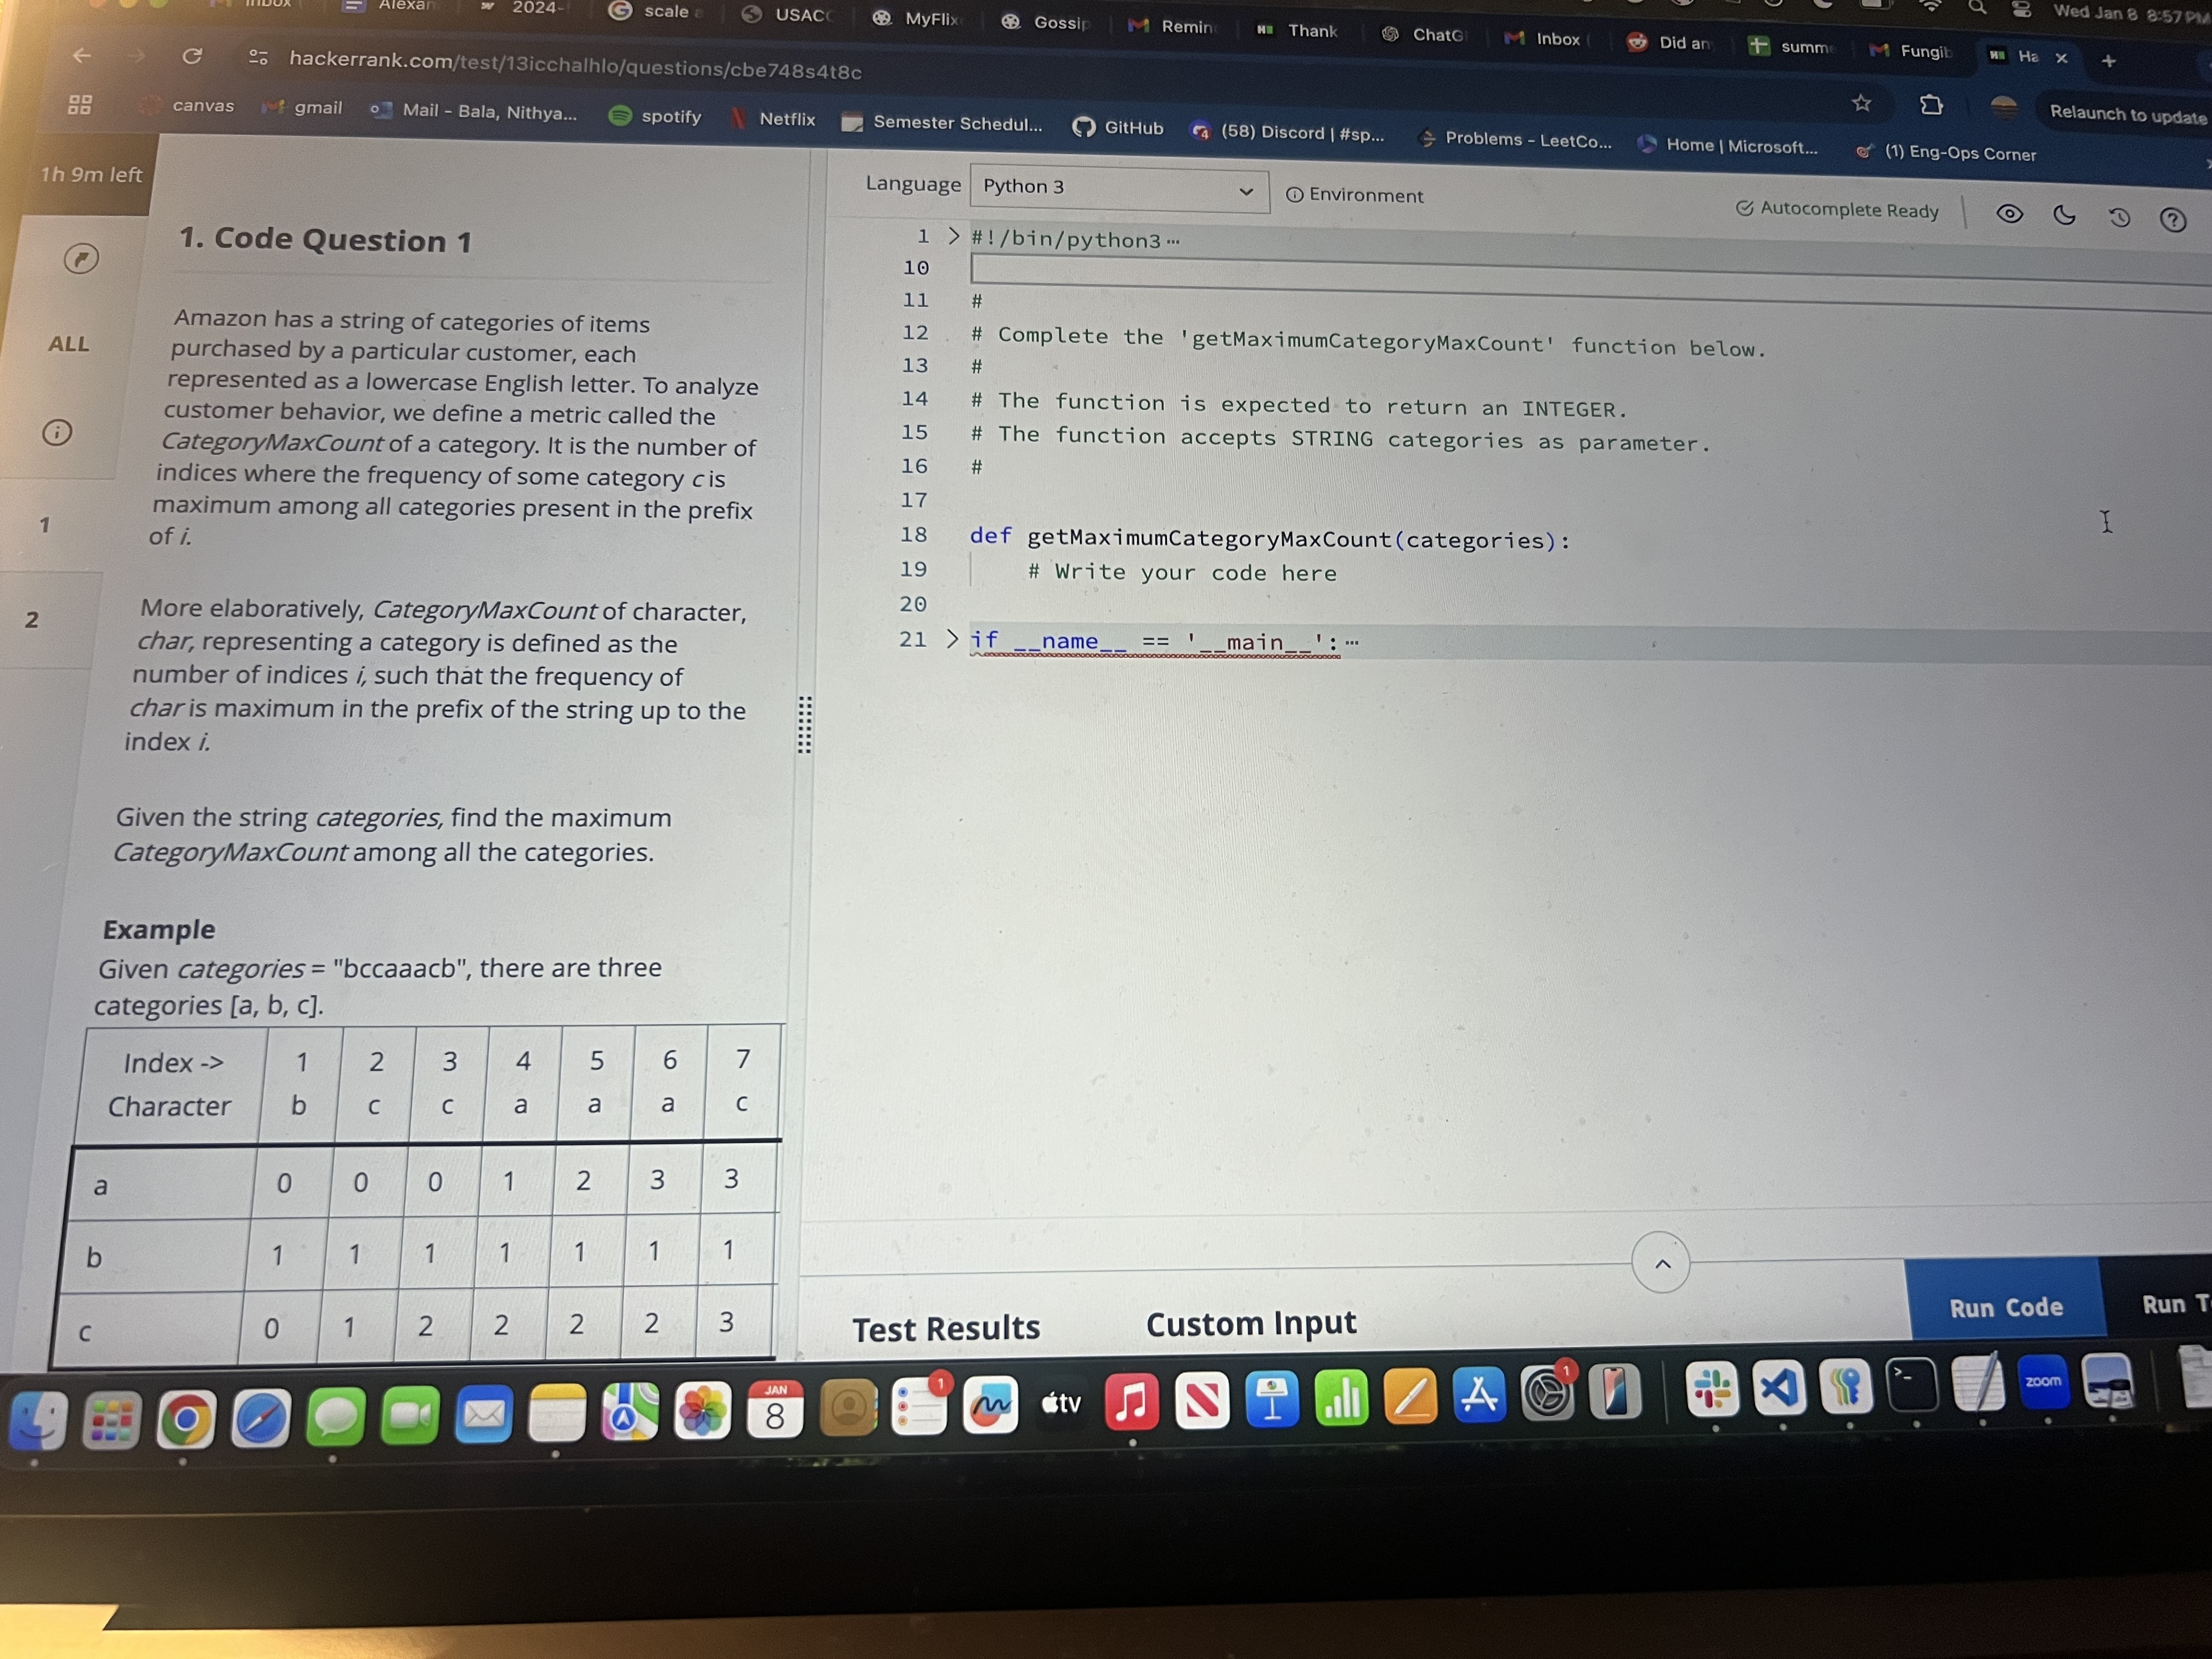 Inbox
Alexan
2024-
scale
USACO
MyFlix
Gossip
Remin
Thank
ChatG
Inbox (
Did an
summ
Fungib
Ha
Wed Jan 8 8:57 PM
hackerrank.com/test/13icchalhlo/questions/cbe748s4t8c
Relaunch to update
canvas
gmail
Mail - Bala, Nithya...
spotify
Netflix
Semester Schedul...
GitHub
(58) Discord | #sp...
Problems - LeetCo...
Home | Microsoft...
(1) Eng-Ops Corner
1h 9m left
ALL
1
2
1. Code Question 1
Amazon has a string of categories of items
purchased by a particular customer, each
represented as a lowercase English letter. To analyze
customer behavior, we define a metric called the
CategoryMaxCount of a category. It is the number of
indices where the frequency of some category c is
maximum among all categories present in the prefix
of i.
More elaboratively, CategoryMaxCount of character,
char, representing a category is defined as the
number of indices i, such that the frequency of
char is maximum in the prefix of the string up to the
index i.
Given the string categories, find the maximum
CategoryMaxCount among all the categories.
Example
Given categories = "bccaaacb", there are three
categories [a, b, c].
Index -> 1 2 3 4 5 6 7
Character b c c a a a c
a 0 0 0 1 2 3 3
b 1 1 1 1 1 1 1
c 0 1 2 2 2 2 3
Language Python 3 Environment
Autocomplete Ready
1 > #!/bin/python3 ...
10
11 #
12 # Complete the 'getMaximumCategoryMaxCount' function below.
13 #
14 # The function is expected to return an INTEGER.
15 # The function accepts STRING categories as parameter.
16 #
17
18 def getMaximumCategoryMaxCount(categories):
19 # Write your code here
20
21 > if __name__ == '__main__': ...
Test Results
Custom Input
Run Code
Run T
JAN
8
1
tv
1
zoom